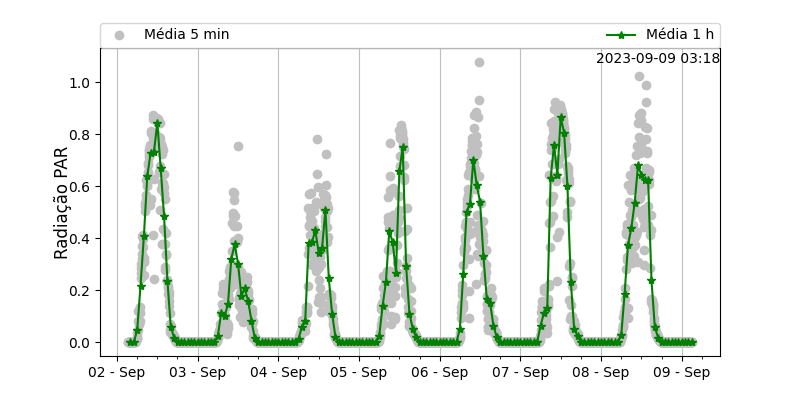 Média 5 min
Média 1 h
2023-09-09 03:18
Radiação PAR
1.0
0.8
0.6
0.4
0.2
0.0
02 - Sep
03 - Sep
04 - Sep
05 - Sep
06 - Sep
07 - Sep
08 - Sep
09 - Sep